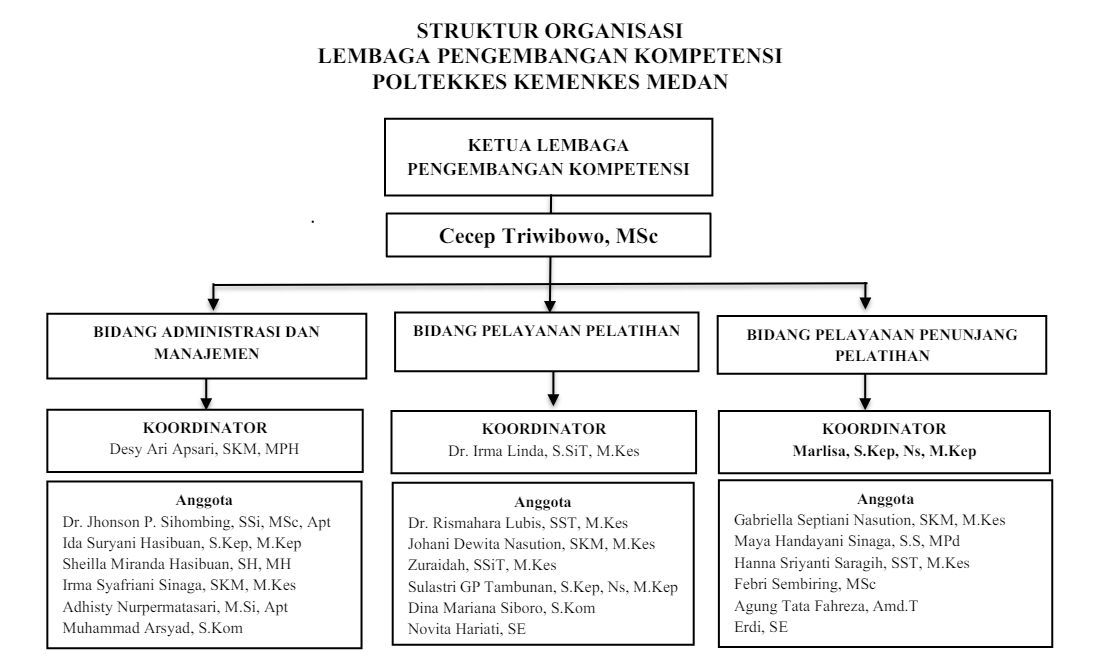 STRUKTUR ORGANISASI
LEMBAGA PENGEMBANGAN KOMPETENSI
POLTEKKES KEMENKES MEDAN
KETUA LEMBAGA
PENGEMBANGAN KOMPETENSI
.
Cecep Triwibowo, MSc
BIDANG ADMINISTRASI DAN
MANAJEMEN
KOORDINATOR
Desy Ari Apsari, SKM, MPH
Anggota
Dr. Jhonson P. Sihombing, SSi, MSc, Apt
Ida Suryani Hasibuan, S.Kep, M.Kep
Sheilla Miranda Hasibuan, SH, MH
Irma Syafriani Sinaga, SKM, M.Kes
Adhisty Nurpermatasari, M.Si, Apt
Muhammad Arsyad, S.Kom
BIDANG PELAYANAN PELATIHAN
KOORDINATOR
Dr. Irma Linda, S.SiT, M.Kes
Anggota
Dr. Rismahara Lubis, SST, M.Kes
Johani Dewita Nasution, SKM, M.Kes
Zuraidah, SSiT, M.Kes
Sulastri GP Tambunan, S.Kep, Ns, M.Kep
Dina Mariana Siboro, S.Kom
Novita Hariati, SE
BIDANG PELAYANAN PENUNJANG
PELATIHAN
KOORDINATOR
Marlisa, S.Kep, Ns, M.Kep
Anggota
Gabriella Septiani Nasution, SKM, M.Kes
Maya Handayani Sinaga, S.S, MPd
Hanna Sriyanti Saragih, SST, M.Kes
Febri Sembiring, MSc
Agung Tata Fahreza, Amd.T
Erdi, SE